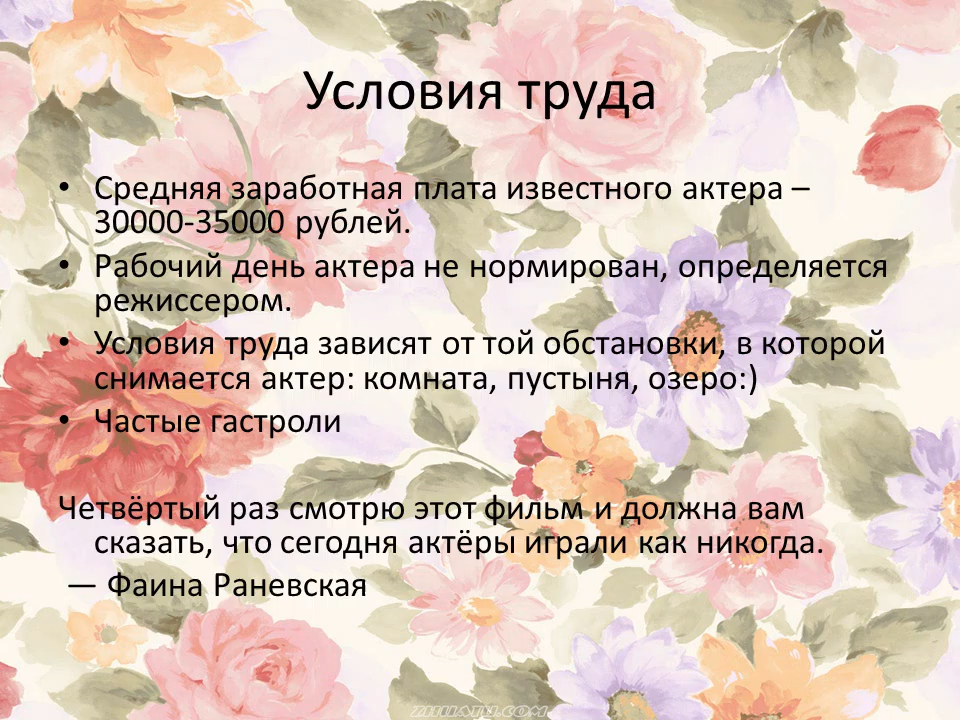 Условия труда
• Средняя заработная плата известного актера –
30000-35000 рублей.
• Рабочий день актера не нормирован, определяется
режиссером.
• Условия труда зависят от той обстановки, в которой
снимается актер: комната, пустыня, озеро:)
• Частые гастроли
Четвёртый раз смотрю этот фильм и должна вам
сказать, что сегодня актёры играли как никогда.
— Фаина Раневская